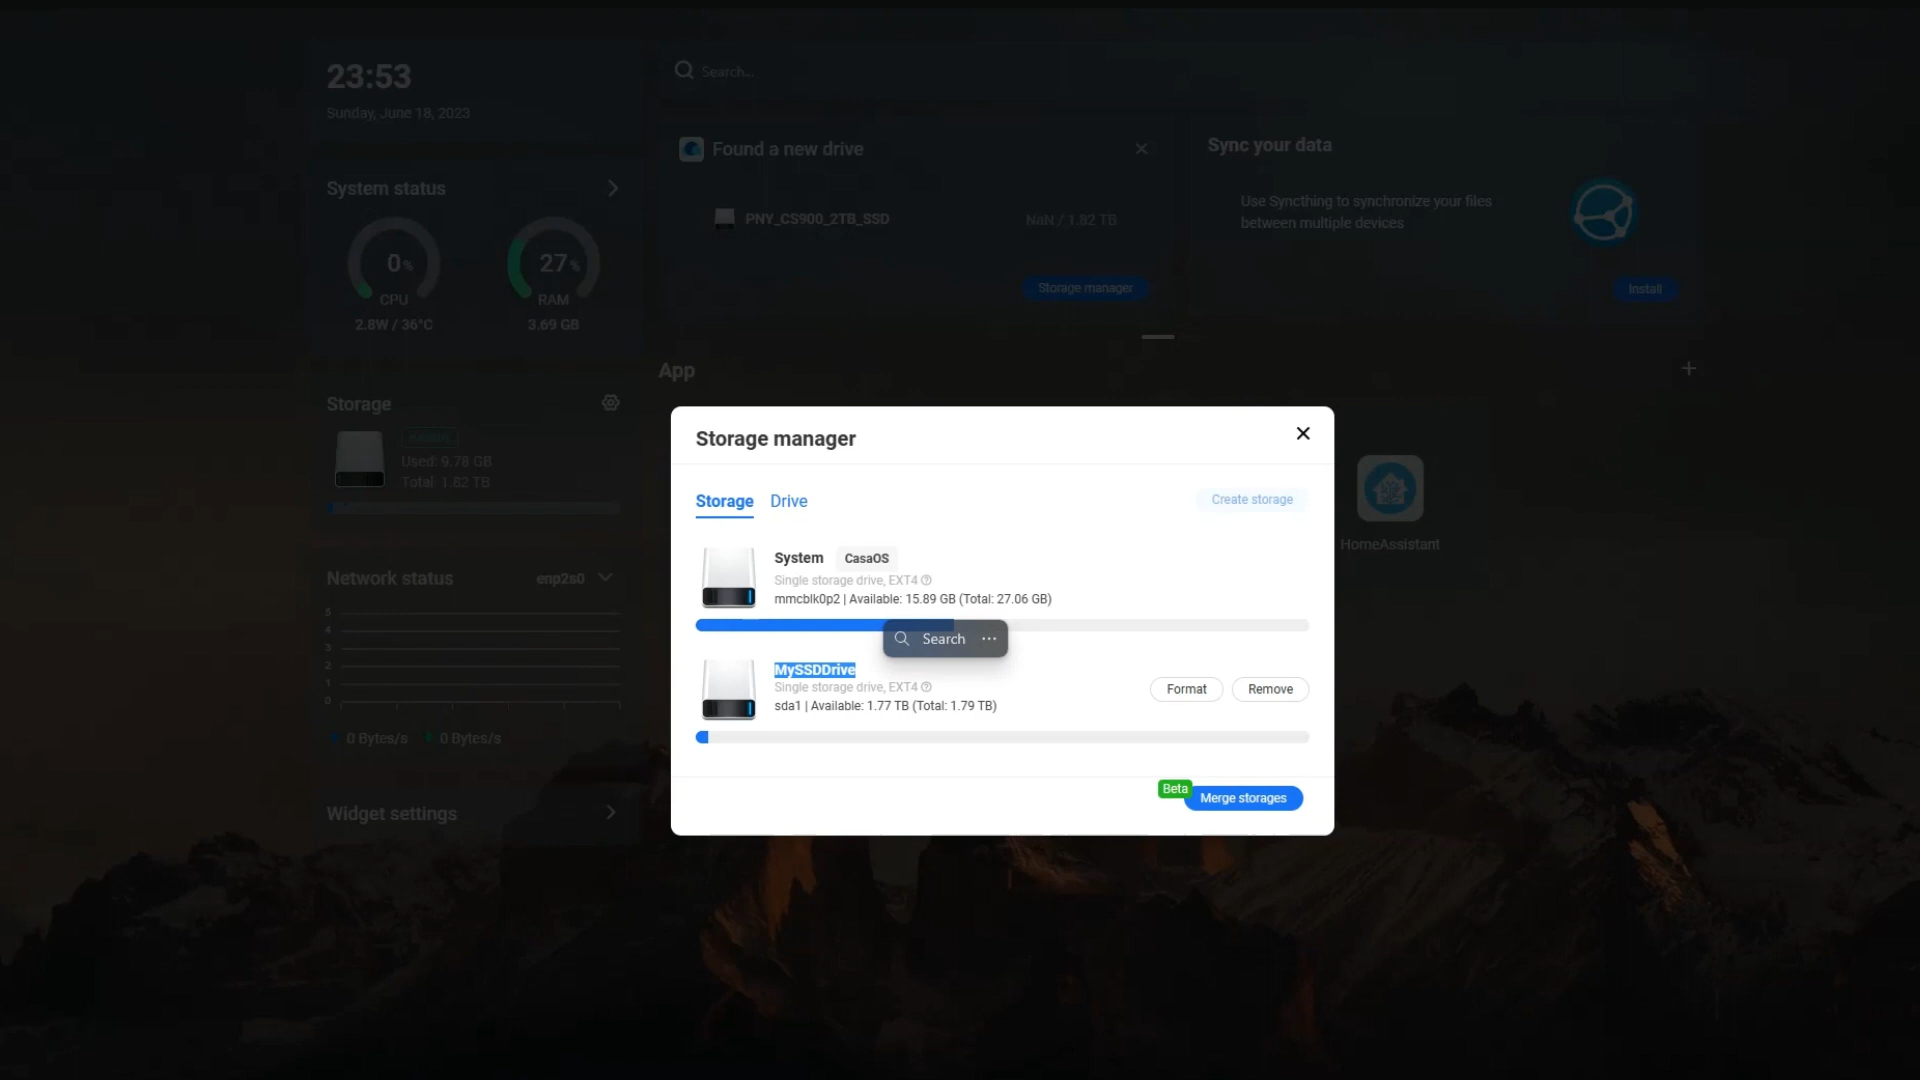 23:53
Sunday, June 18, 2023
Search...
Found a new drive
PNY_CS900_2TB_SSD
NaN / 1.82 TB
Storage manager
Sync your data
Use Syncthing to synchronize your files
between multiple devices
Install
System status
0%
CPU
2.8W / 36°C
27%
RAM
3.69 GB
Storage
Used: 9.78 GB
Total: 1.82 TB
Network status
enp2s0
5
4
3
2
1
0
0 Bytes/s
0 Bytes/s
Widget settings
App
HomeAssistant
Storage manager
Storage
Drive
Create storage
System
CasaOS
Single storage drive, EXT4
mmcblk0p2 | Available: 15.89 GB (Total: 27.06 GB)
Search
MySSDDrive
Single storage drive, EXT4
sda1 | Available: 1.77 TB (Total: 1.79 TB)
Format
Remove
Beta
Merge storages